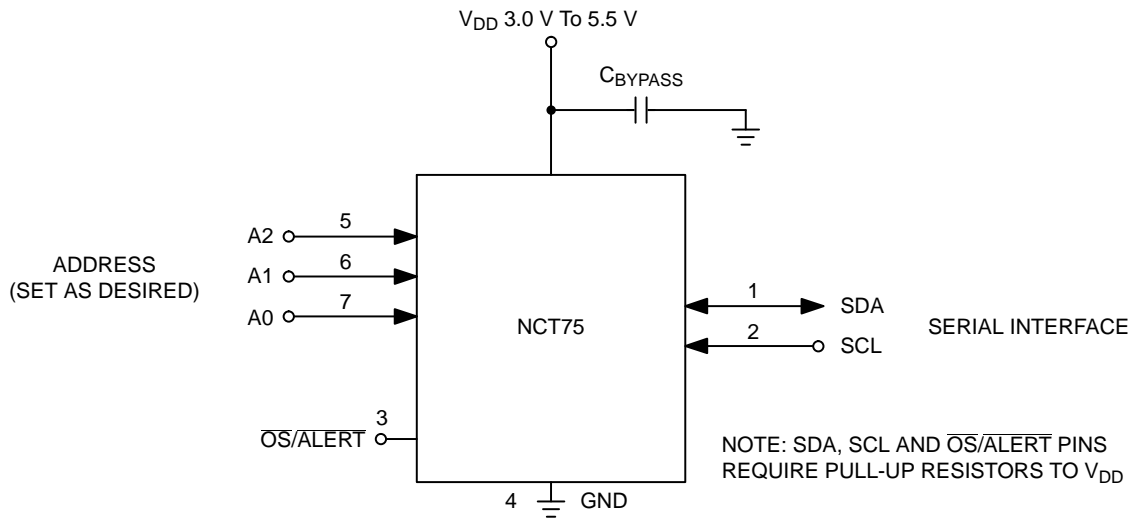 V_DD 3.0 V To 5.5 V
C_BYPASS
A2
5
A1
6
A0
7
ADDRESS
(SET AS DESIRED)
NCT75
1
SDA
2
SCL
SERIAL INTERFACE
OS/ALERT
3
NOTE: SDA, SCL AND OS/ALERT PINS
REQUIRE PULL-UP RESISTORS TO V_DD
4
GND